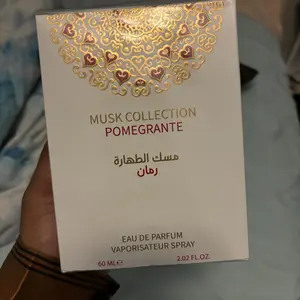 MUSK COLLECTION
POMEGRANTE
مسك الطهارة
رمان
EAU DE PARFUM
VAPORISATEUR SPRAY
60 ML℮ 2.02 FL.OZ.